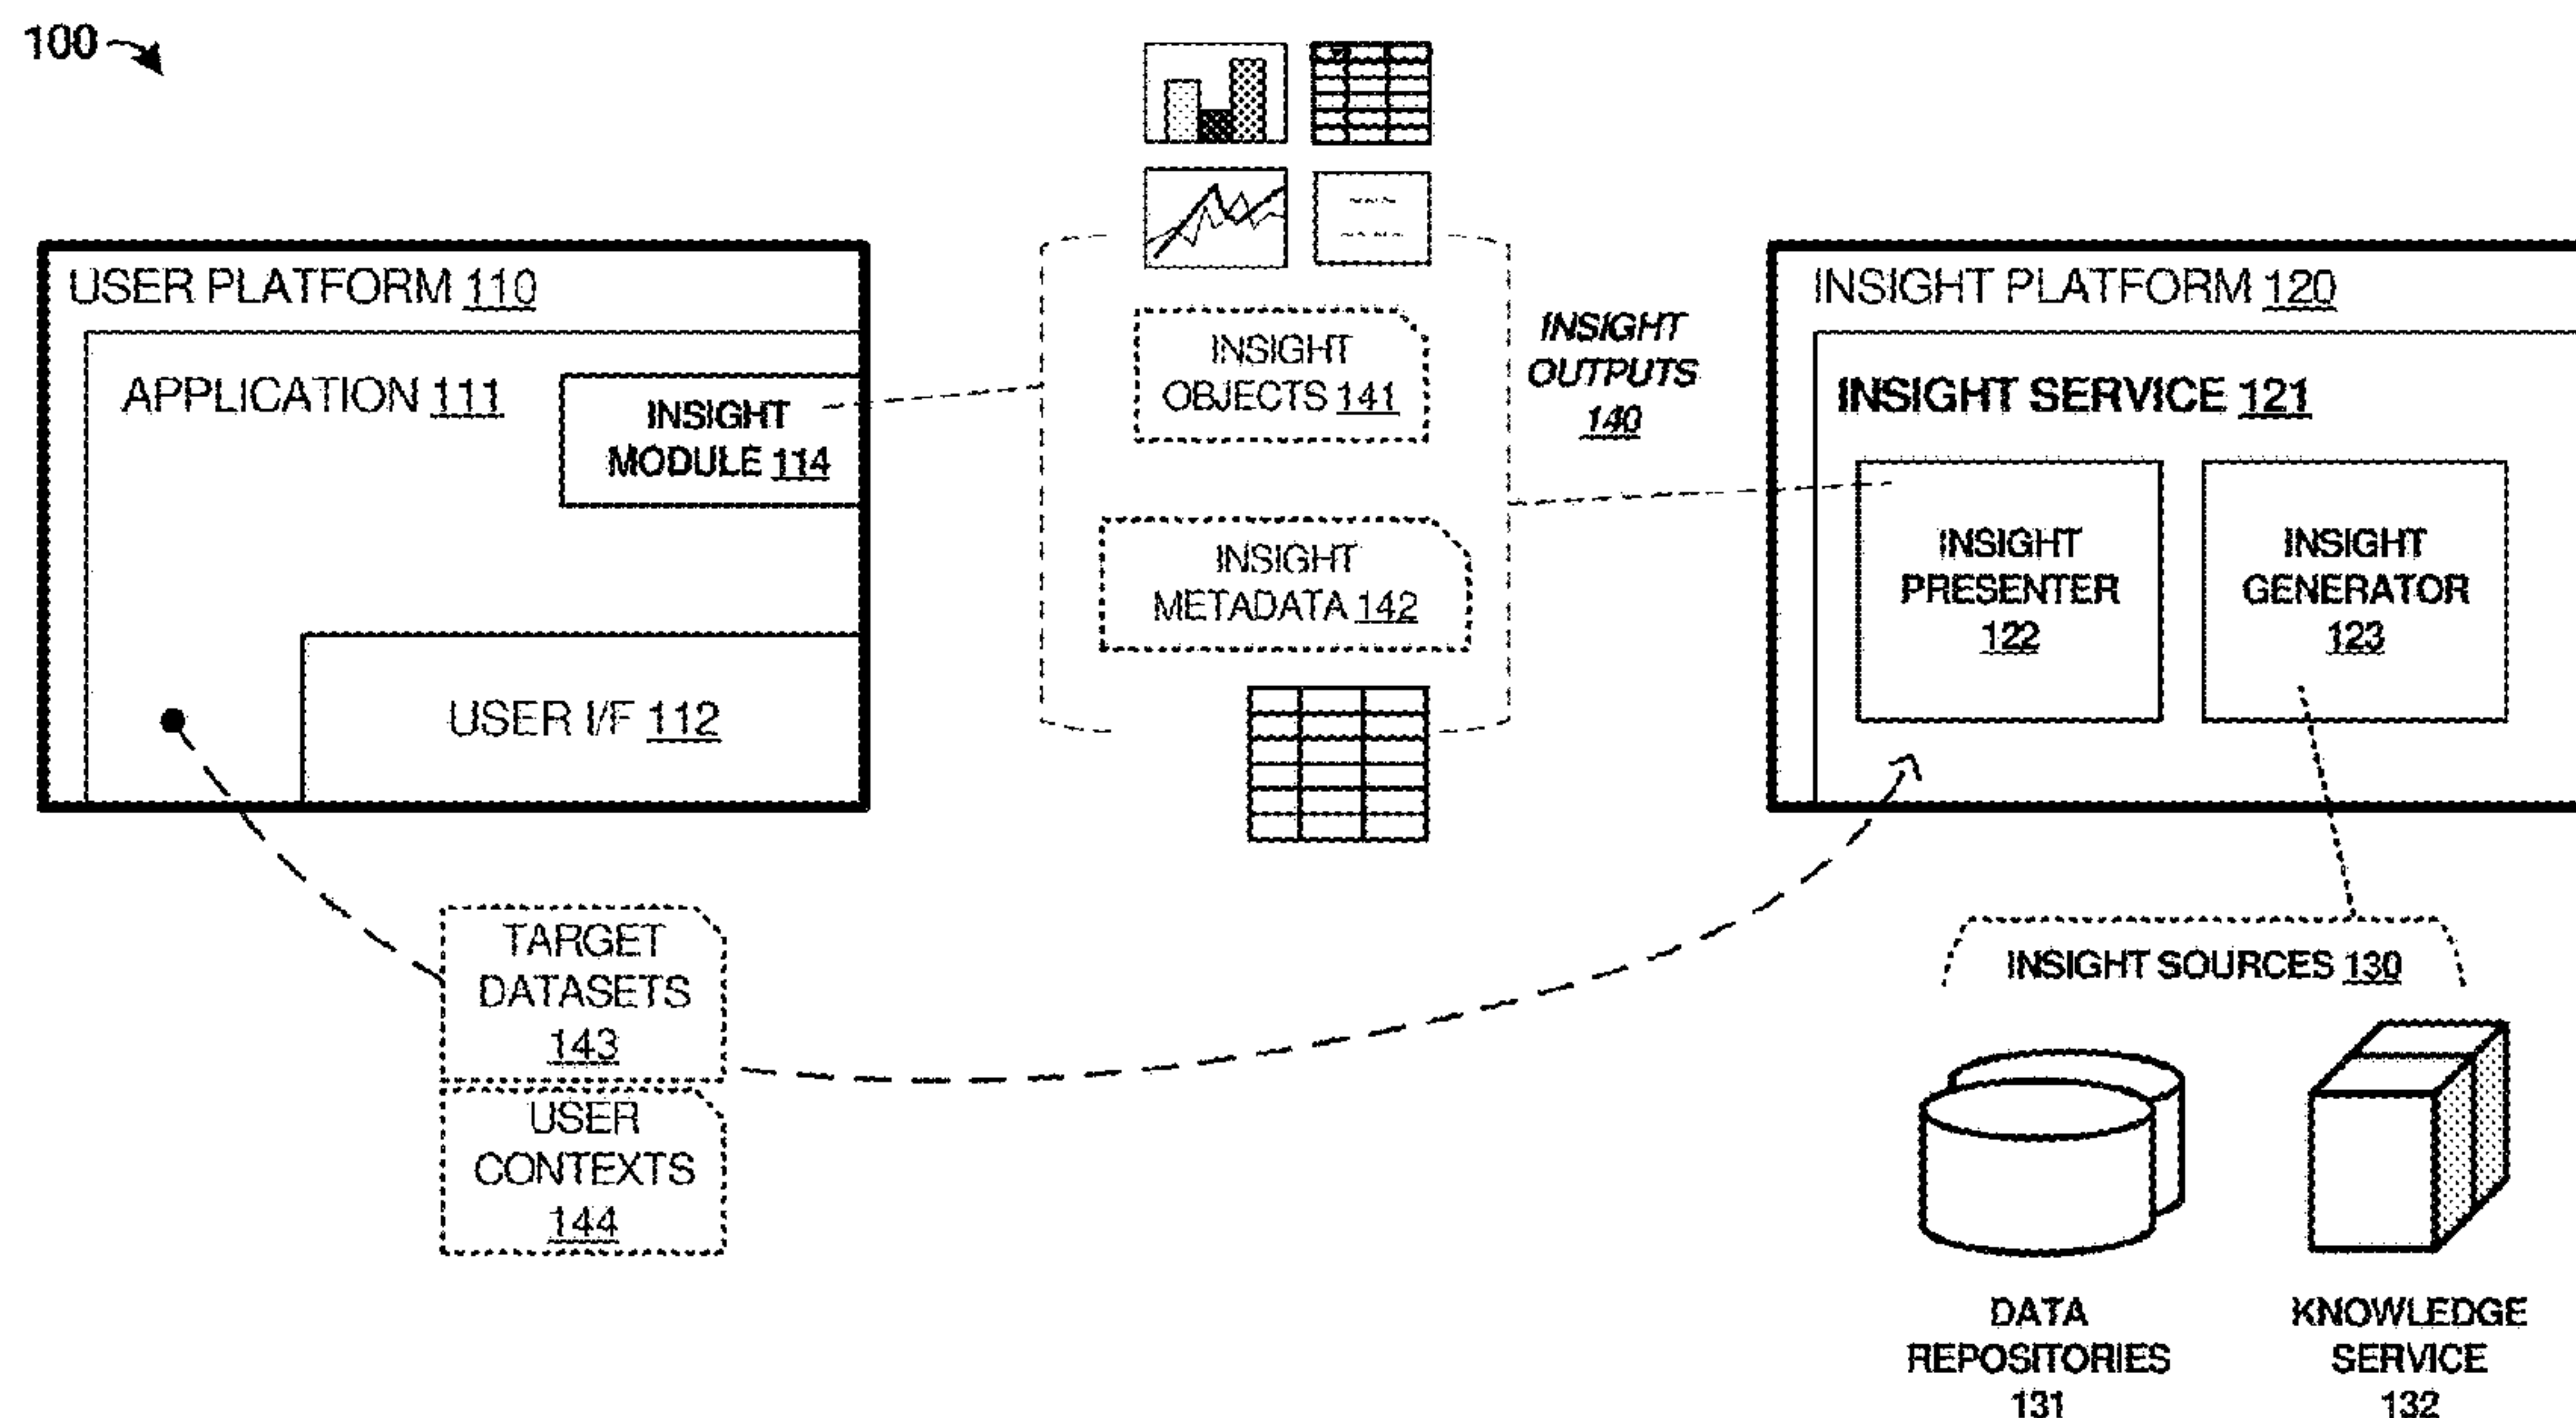 100
USER PLATFORM 110
APPLICATION 111
INSIGHT
MODULE 114
USER I/F 112
INSIGHT
OBJECTS 141
INSIGHT
METADATA 142
INSIGHT
OUTPUTS
140
INSIGHT PLATFORM 120
INSIGHT SERVICE 121
INSIGHT
PRESENTER
122
INSIGHT
GENERATOR
123
TARGET
DATASETS
143
USER
CONTEXTS
144
INSIGHT SOURCES 130
DATA
REPOSITORIES
131
KNOWLEDGE
SERVICE
132